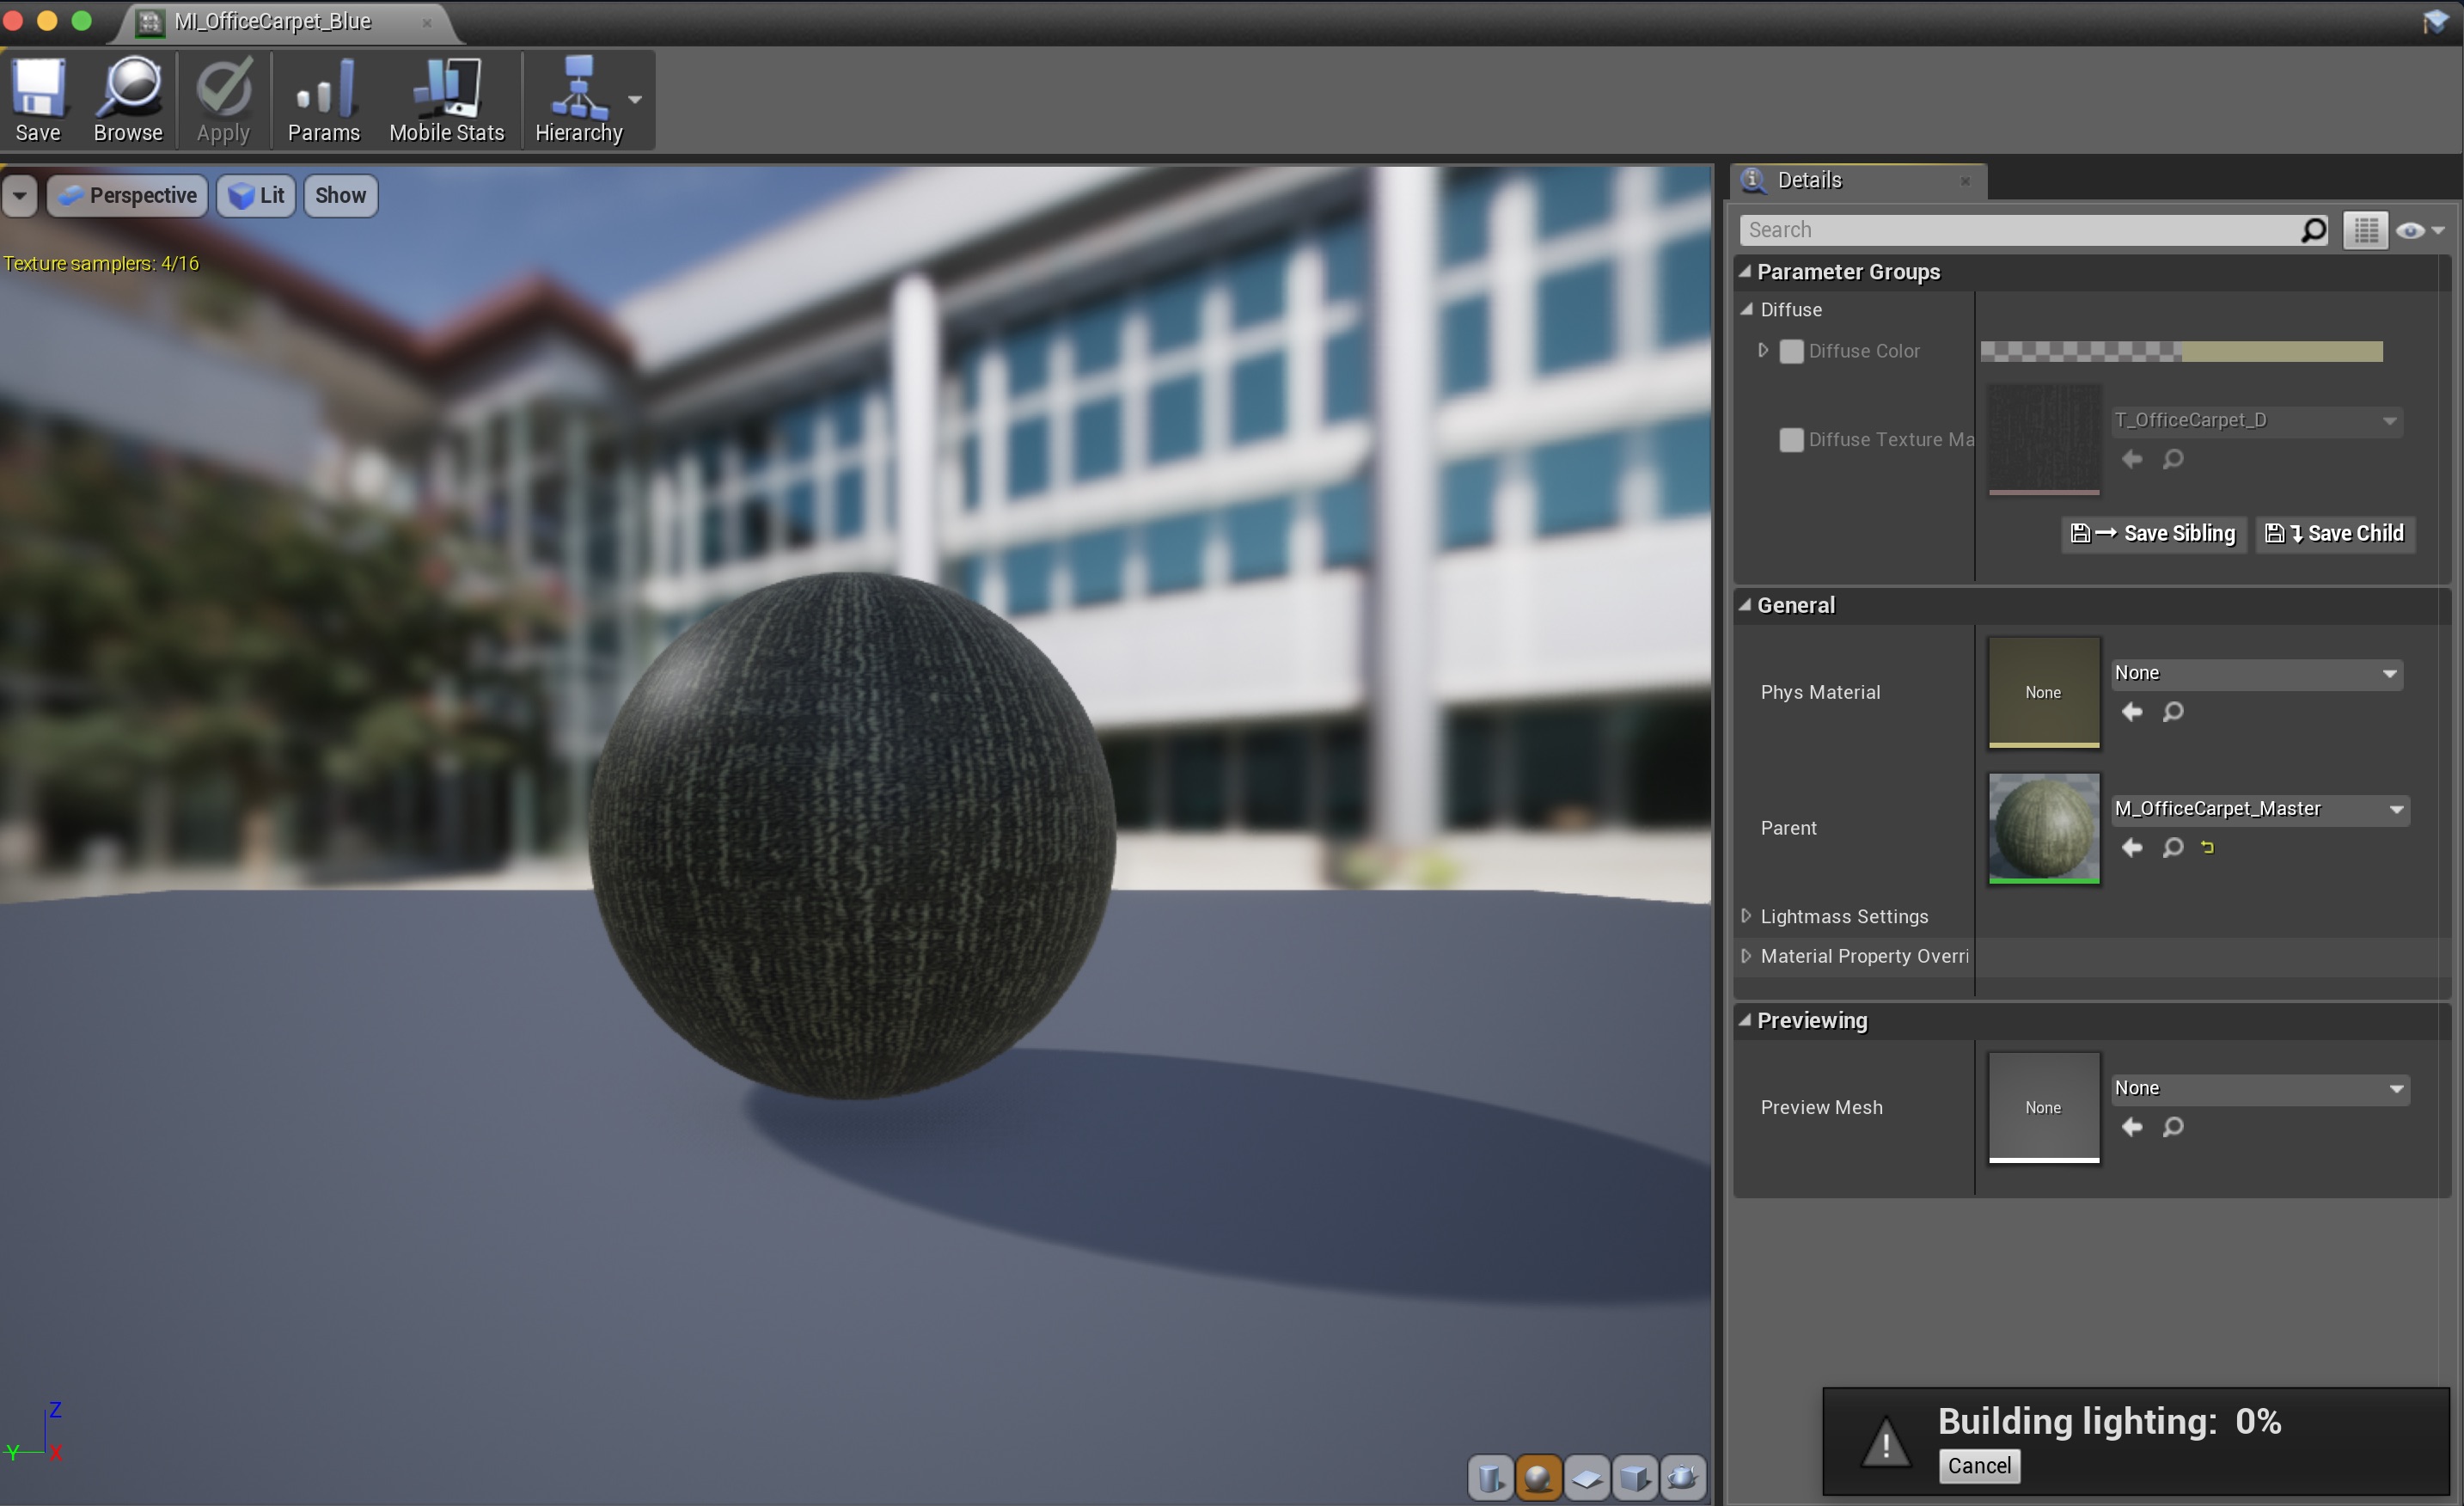 MI_OfficeCarpet_Blue
Save
Browse
Apply
Params
Mobile Stats
Hierarchy
Perspective
Lit
Show
Texture samplers: 4/16
Details
Search
Parameter Groups
Diffuse
Diffuse Color
Diffuse Texture Ma
T_OfficeCarpet_D
Save Sibling
Save Child
General
Phys Material
None
None
Parent
M_OfficeCarpet_Master
Lightmass Settings
Material Property Overri
Previewing
Preview Mesh
None
None
Z
Y
X
Building lighting: 0%
Cancel